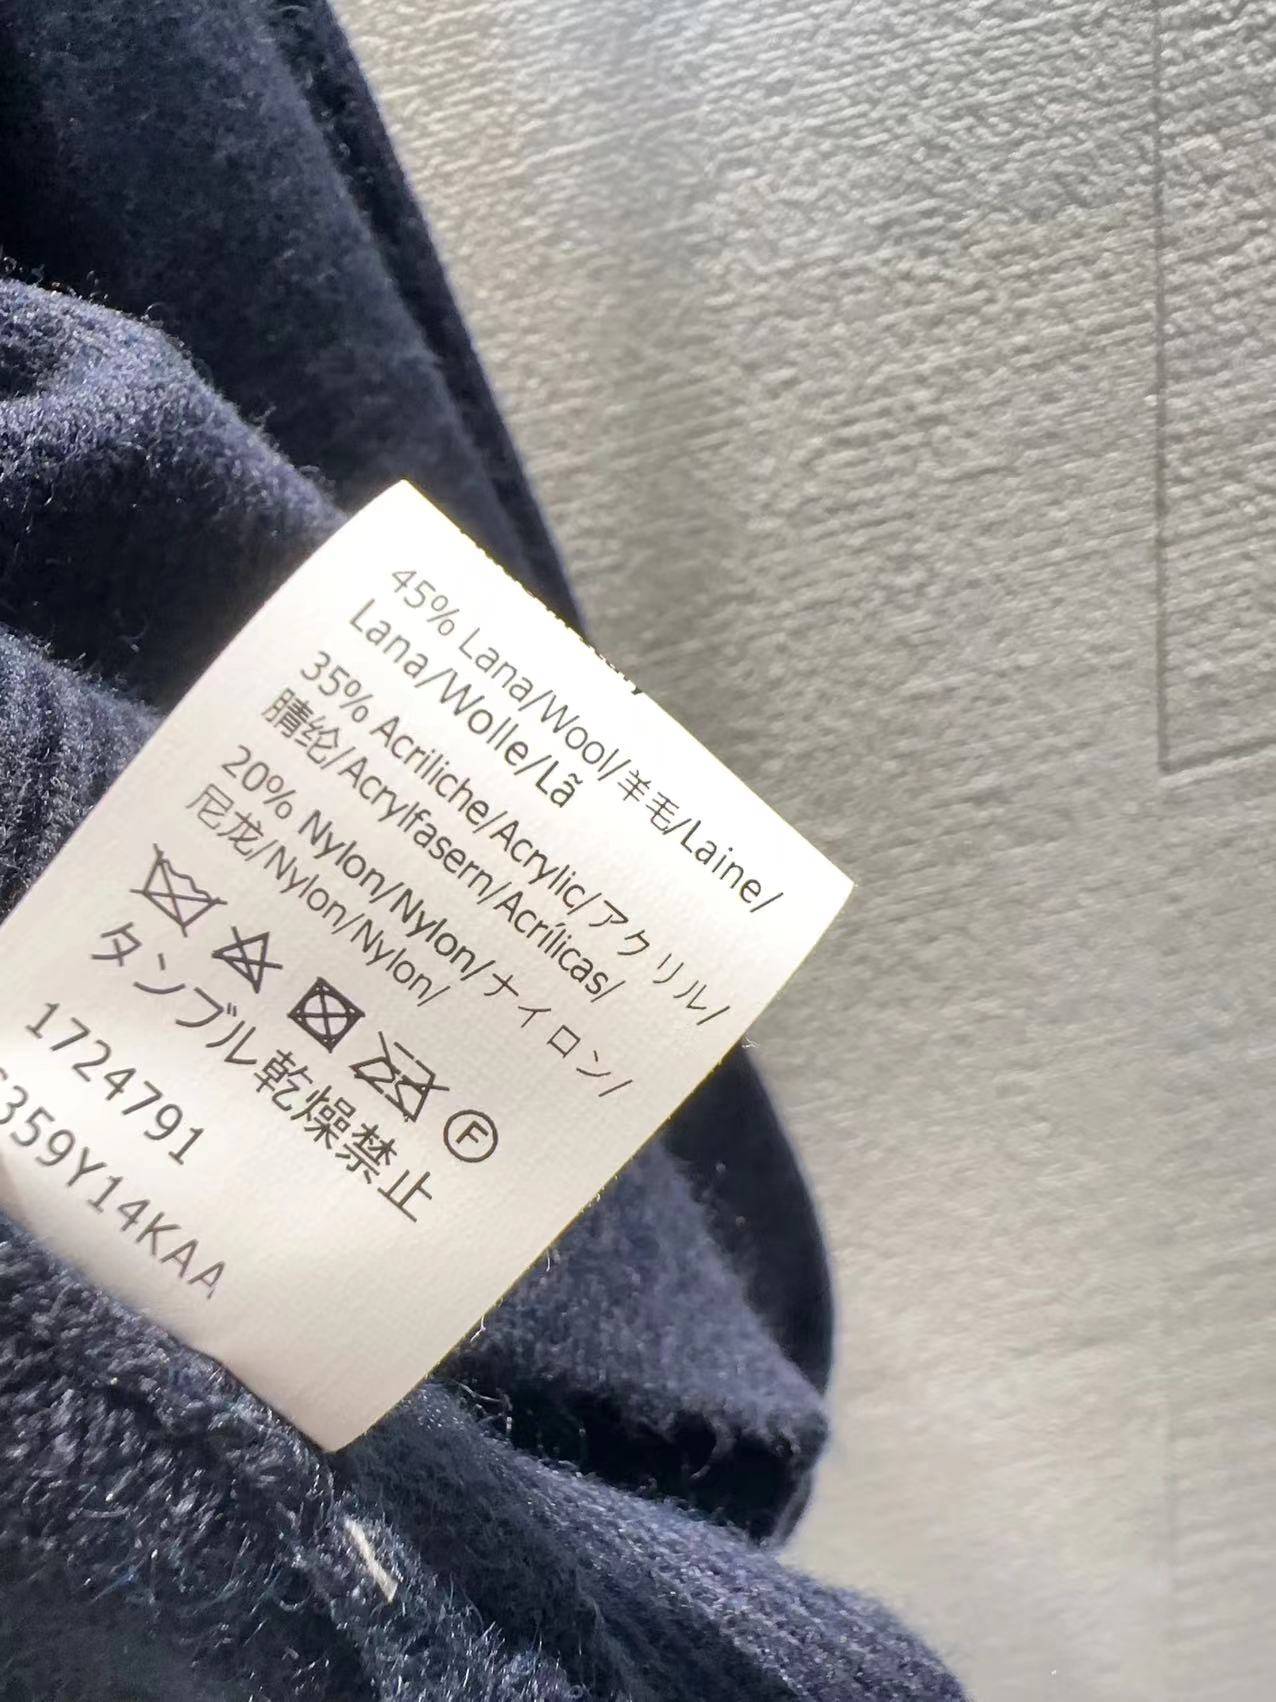 45% Lana/Wool/羊毛/Laine/
Lana/Wolle/Lã
35% Acriliche/Acrylic/アクリル/
腈纶/Acrylfasern/Acrílicas/
20% Nylon/Nylon/ナイロン/
尼龙/Nylon/Nylon/
F
タンブル乾燥禁止
1724791
359Y14KAA